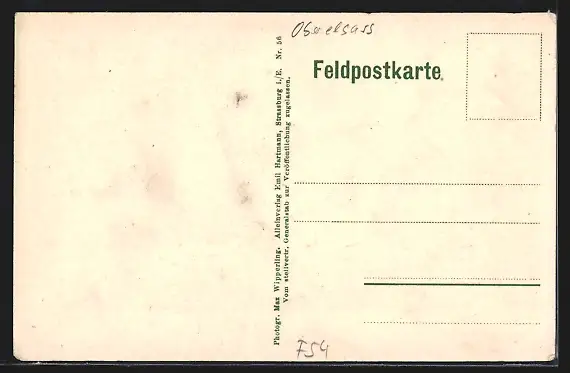 Oberelsass
Feldpostkarte.
Photogr. Max Wipperling. Alleinverlag Emil Hartmann, Strassburg i./E. Nr. 56
Vom stellvertr. Generalstab zur Veröffentlichung zugelassen.
F54